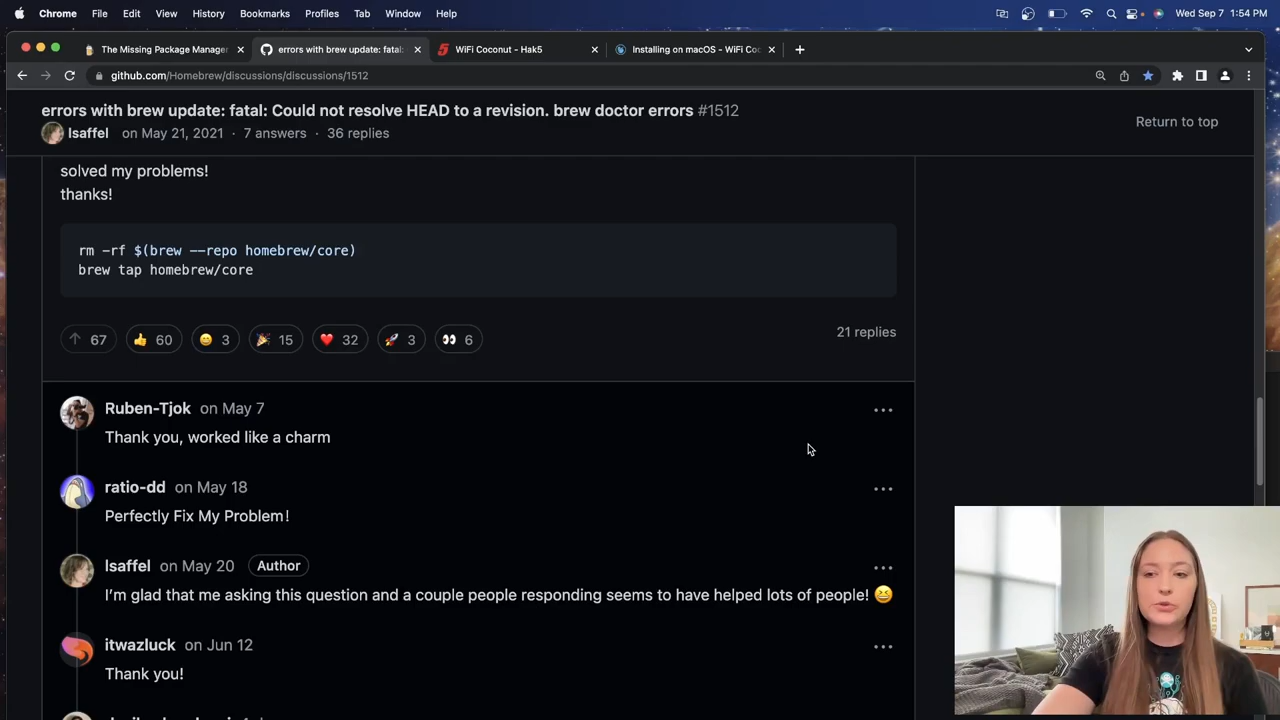 Chrome File Edit View History Bookmarks Profiles Tab Window Help Wed Sep 7 1:54 PM
The Missing Package Manager errors with brew update: fatal: WiFi Coconut - Hak5 Installing on macOS - WiFi Coc
github.com/Homebrew/discussions/discussions/1512
errors with brew update: fatal: Could not resolve HEAD to a revision. brew doctor errors #1512
Return to top
lsaffel on May 21, 2021 · 7 answers · 36 replies
solved my problems!
thanks!
rm -rf $(brew --repo homebrew/core)
brew tap homebrew/core
67 60 3 15 32 3 6
21 replies
Ruben-Tjok on May 7
Thank you, worked like a charm
ratio-dd on May 18
Perfectly Fix My Problem!
lsaffel on May 20 Author
I'm glad that me asking this question and a couple people responding seems to have helped lots of people! 😆
itwazluck on Jun 12
Thank you!